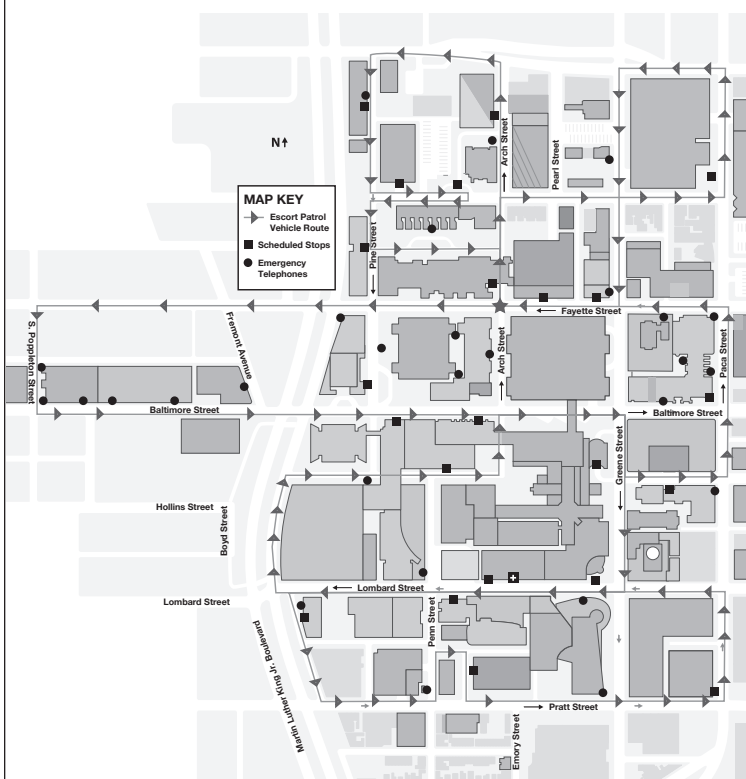 Arch Street
Pearl Street
N
MAP KEY
Escort Patrol
Vehicle Route
Scheduled Stops
Emergency
Telephones
Pine Street
Fayette Street
S. Poppleton Street
Fremont Avenue
Arch Street
Paca Street
Baltimore Street
Baltimore Street
Greene Street
Hollins Street
Boyd Street
Lombard Street
Lombard Street
Penn Street
Martin Luther King Jr. Boulevard
Pratt Street
Emory Street